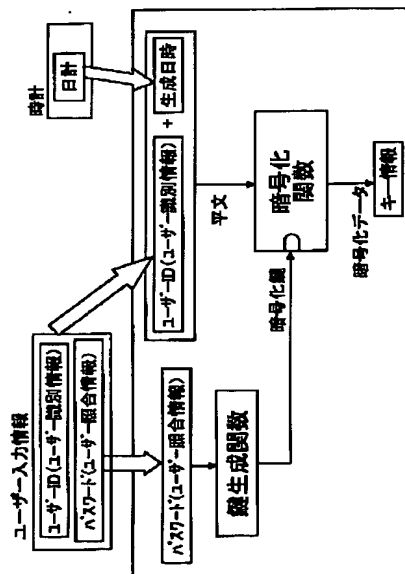 ユーザー入力情報
ユーザーID(ユーザー識別情報)
パスワード(ユーザー照合情報)
時計
日計
ユーザーID(ユーザー識別情報)
+
生成日時
パスワード(ユーザー照合情報)
平文
鍵生成関数
暗号化鍵
暗号化
関数
暗号化データ
キー情報